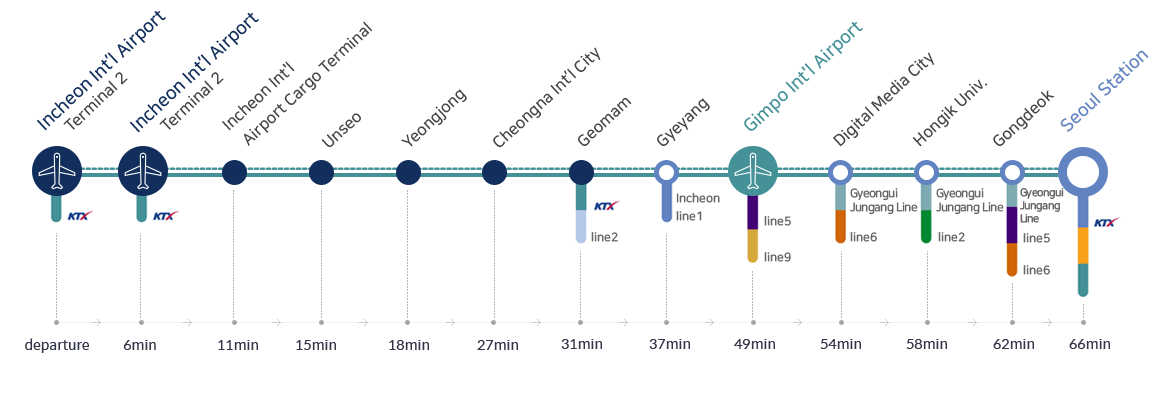 Incheon Int'l Airport
Terminal 2
Incheon Int'l Airport
Terminal 2
Incheon Int'l
Airport Cargo Terminal
Unseo
Yeongjong
Cheongna Int'l City
Geomam
Gyeyang
Gimpo Int'l Airport
Digital Media City
Hongik Univ.
Gongdeok
Seoul Station
KTX
KTX
KTX
line2
Incheon
line1
line5
line9
Gyeongui
Jungang Line
line6
Gyeongui
Jungang Line
line2
Gyeongui
Jungang
Line
line5
line6
KTX
departure
6min
11min
15min
18min
27min
31min
37min
49min
54min
58min
62min
66min